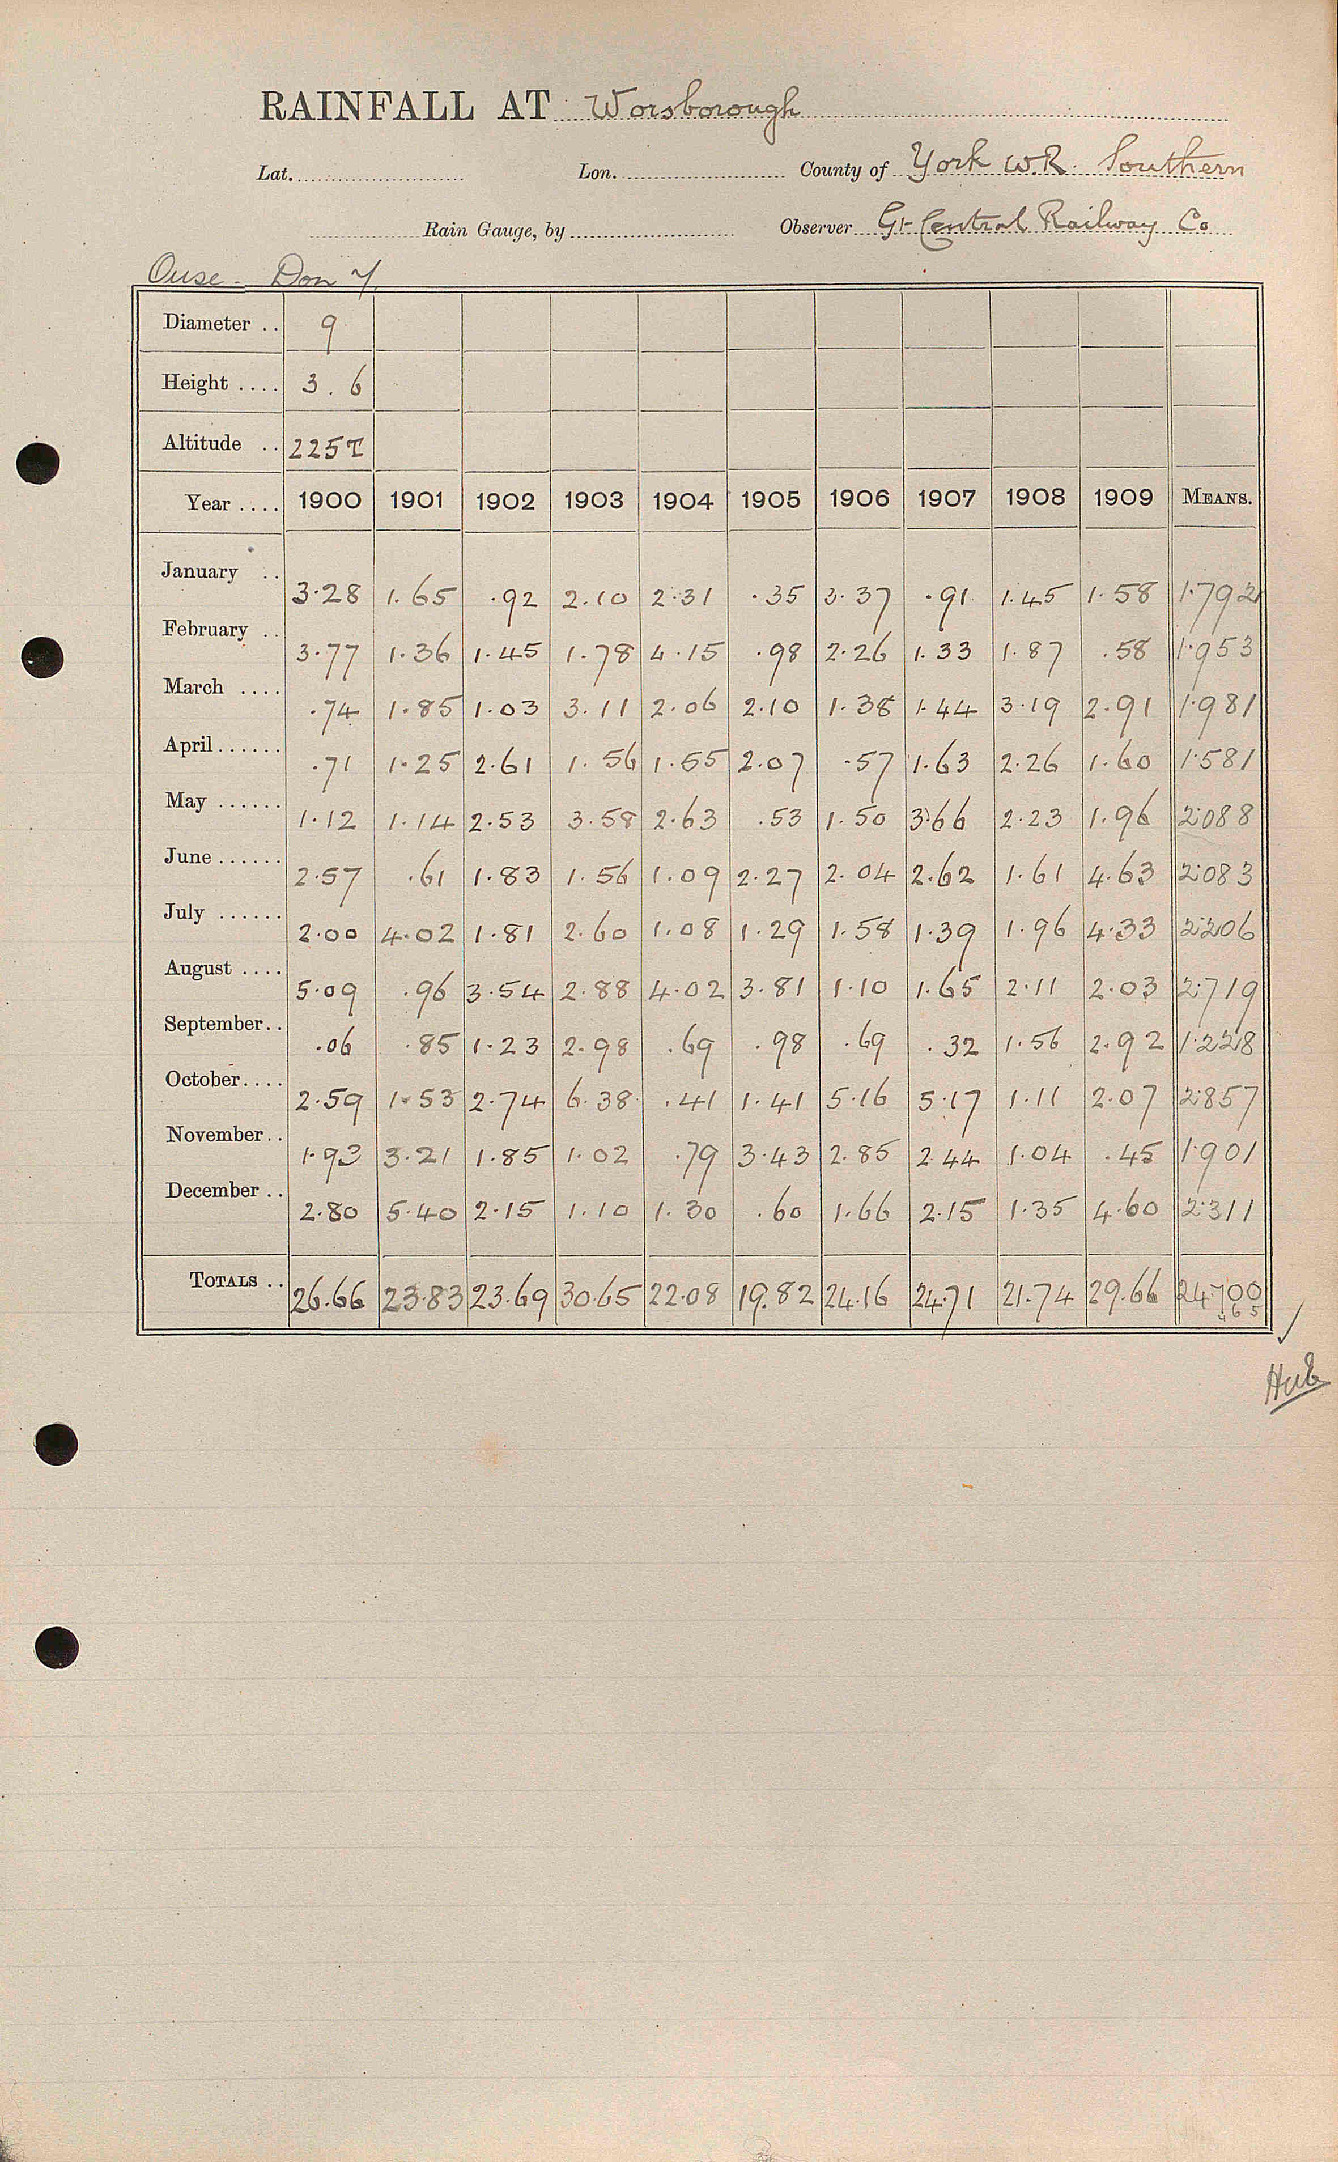 RAINFALL AT Worsborough
Lat. Lon. County of York W.R. Southern
Rain Gauge, by Observer Gt Central Railway Co
Ouse - Don 7
Diameter .. 9
Height .... 3.6
Altitude .. 225T
Year .... 1900 1901 1902 1903 1904 1905 1906 1907 1908 1909 MEANS.
January .. 3.28 1.65 .92 2.10 2.31 .35 3.37 .91 1.45 1.58 1.792
February .. 3.77 1.36 1.45 1.78 4.15 .98 2.26 1.33 1.87 .58 1.953
March .... .74 1.85 1.03 3.11 2.06 2.10 1.38 1.44 3.19 2.91 1.981
April ...... .71 1.25 2.61 1.56 1.55 2.07 .57 1.63 2.26 1.60 1.581
May ...... 1.12 1.14 2.53 3.58 2.63 .53 1.50 3.66 2.23 1.96 2.088
June ...... 2.57 .61 1.83 1.56 1.09 2.27 2.04 2.62 1.61 4.63 2.083
July ...... 2.00 4.02 1.81 2.60 1.08 1.29 1.58 1.39 1.96 4.33 2.206
August .... 5.09 .96 3.54 2.88 4.02 3.81 1.10 1.65 2.11 2.03 2.719
September .. .06 .85 1.23 2.98 .69 .98 .69 .32 1.56 2.92 1.228
October .... 2.59 1.53 2.74 6.38 .41 1.41 5.16 5.17 1.11 2.07 2.857
November .. 1.93 3.21 1.85 1.02 .79 3.43 2.85 2.44 1.04 .45 1.901
December .. 2.80 5.40 2.15 1.10 1.30 .60 1.66 2.15 1.35 4.60 2.311
TOTALS .. 26.66 23.83 23.69 30.65 22.08 19.82 24.16 24.71 21.74 29.66 24.700
465